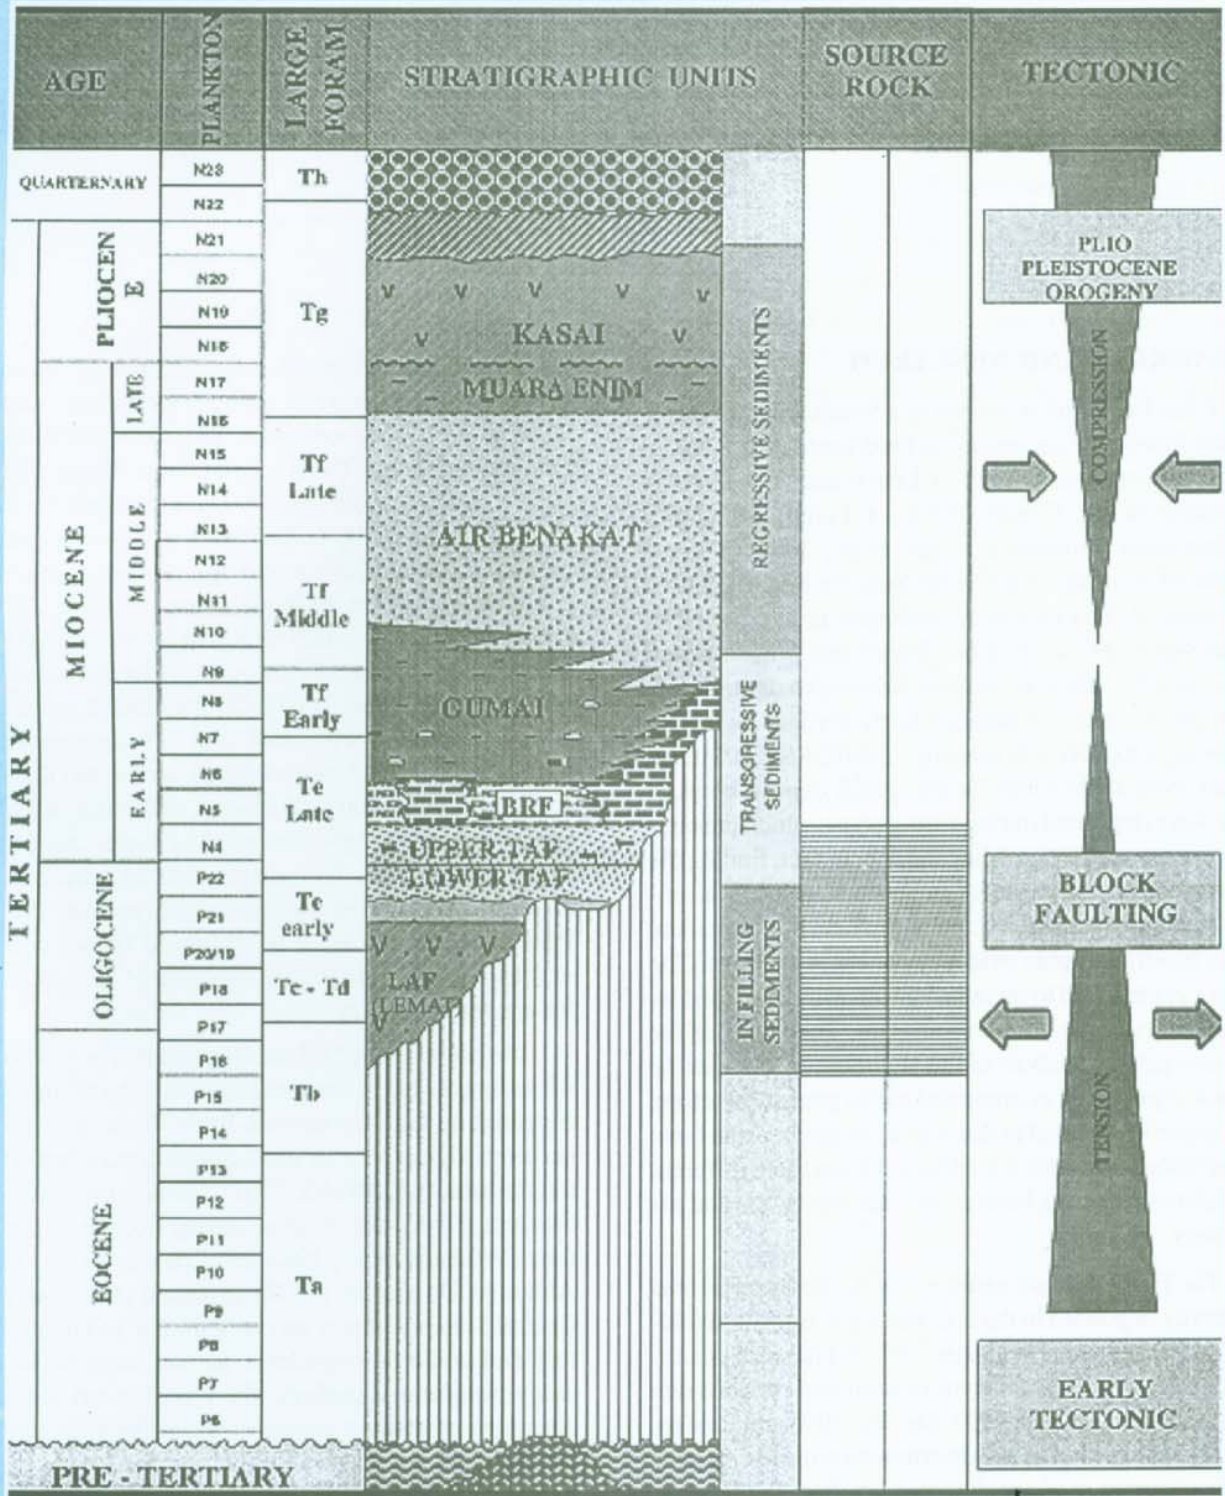 AGE
PLANKTON
LARGE
FORAM
STRATIGRAPHIC UNITS
SOURCE
ROCK
TECTONIC
QUARTERNARY
TERTIARY
PLIOCEN
E
MIOCENE
LATE
MIDDLE
EARLY
OLIGOCENE
EOCENE
PRE - TERTIARY
N23
N22
N21
N20
N19
N18
N17
N16
N15
N14
N13
N12
N11
N10
N9
N8
N7
N6
N5
N4
P22
P21
P20/19
P18
P17
P16
P15
P14
P13
P12
P11
P10
P9
P8
P7
P6
Th
Tg
Tf
Late
Tf
Middle
Tf
Early
Te
Late
Te
early
Tc - Td
Tb
Ta
KASAI
MUARA ENIM
AIR BENAKAT
GUMAI
BRF
UPPER-TAF
LOWER-TAF
LAF
(LEMAT)
REGRESSIVE SEDIMENTS
TRANSGRESSIVE
SEDIMENTS
IN FILLING
SEDIMENTS
PLIO
PLEISTOCENE
OROGENY
COMPRESSION
BLOCK
FAULTING
TENSION
EARLY
TECTONIC